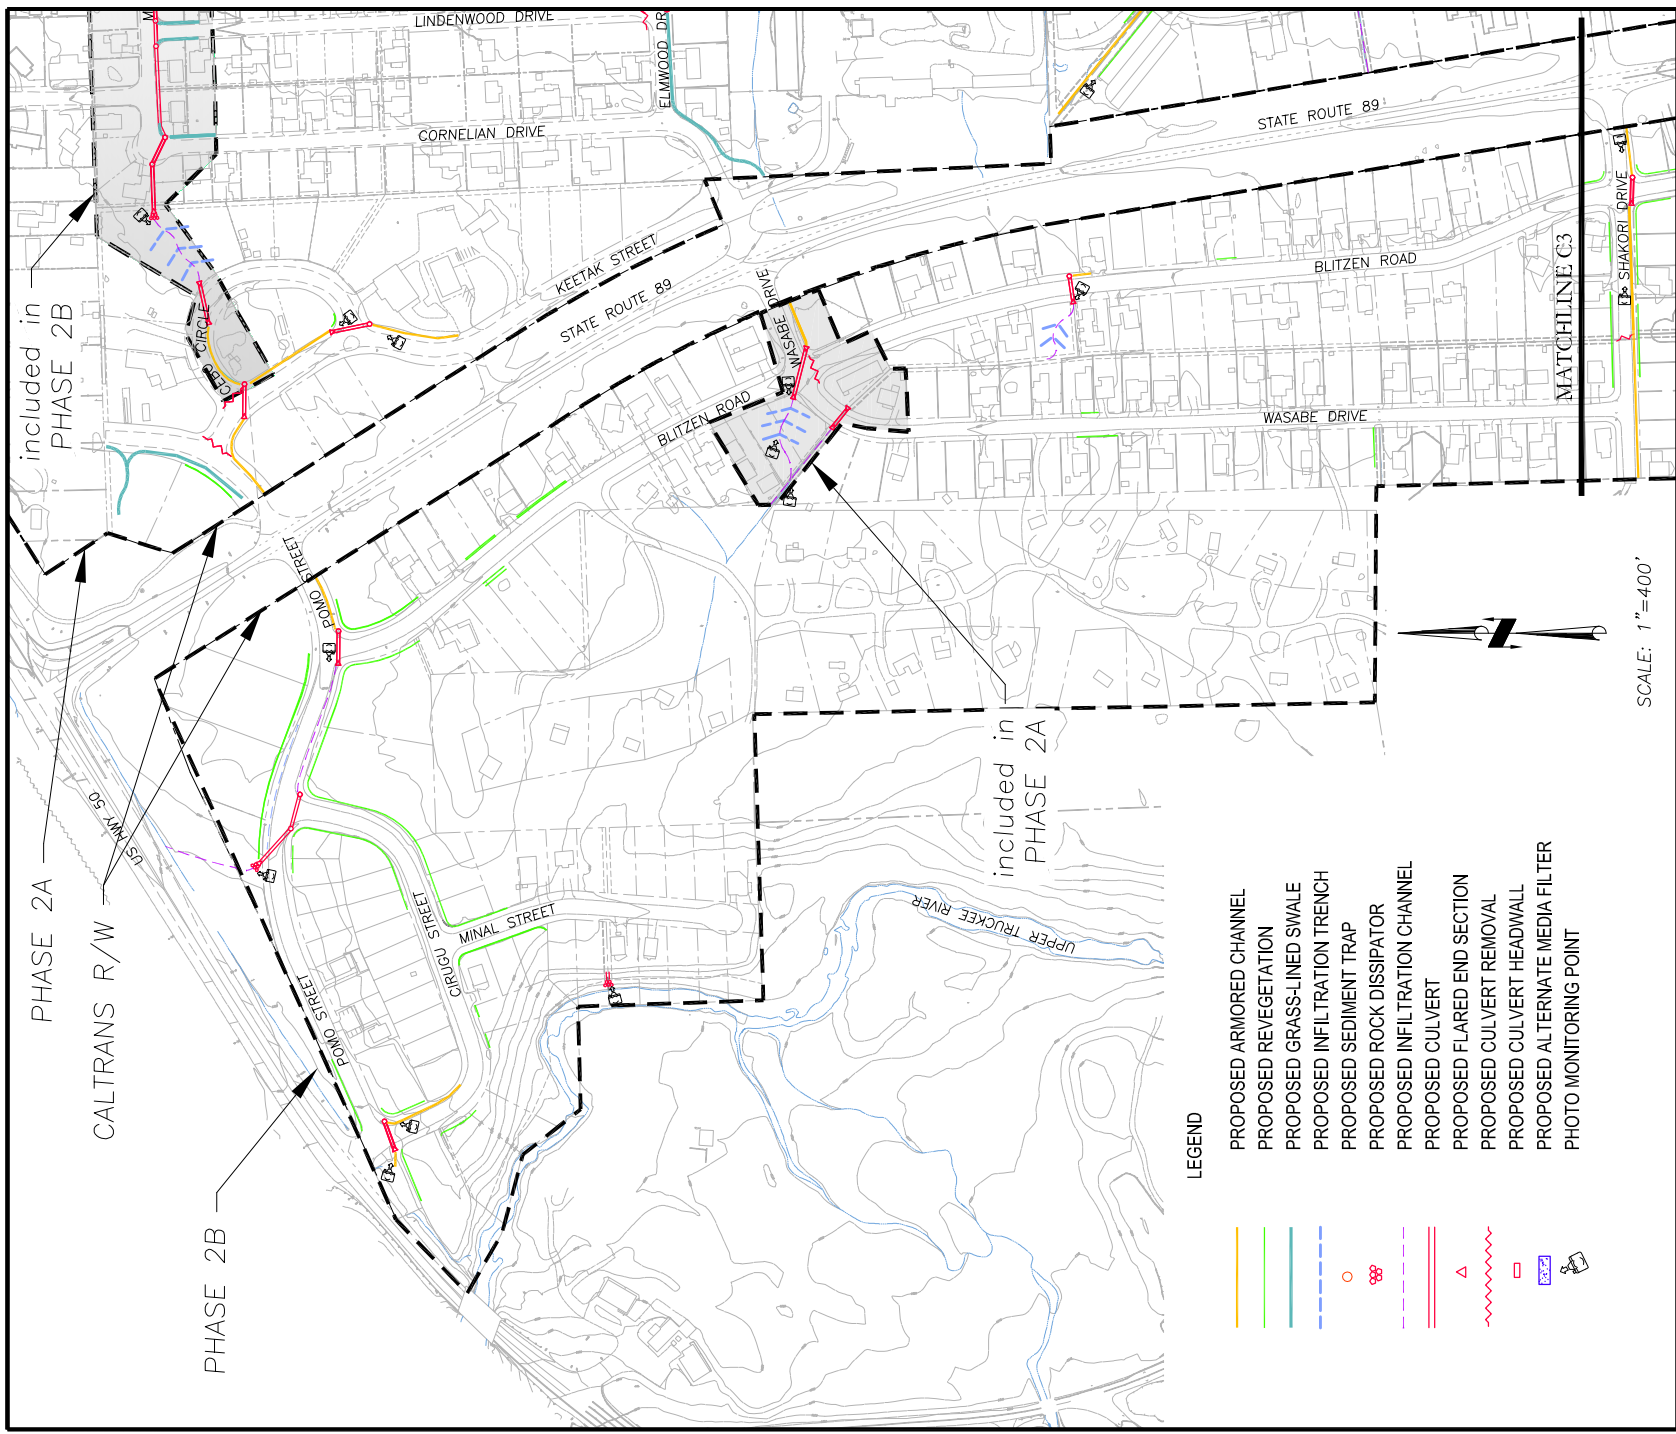 LINDENWOOD DRIVE
ELMWOOD DR
M
CORNELIAN DRIVE
STATE ROUTE 89
included in
PHASE 2B
KEETAK STREET
STATE ROUTE 89
CEBO
CIRCLE
WASABE DRIVE
BLITZEN ROAD
SHAKORI DRIVE
MATCHLINE C3
BLITZEN ROAD
WASABE DRIVE
POMO STREET
PHASE 2A
CALTRANS R/W
US HWY 50
included in
PHASE 2A
SCALE: 1"=400'
CIRUGU STREET
MINAL STREET
POMO STREET
UPPER TRUCKEE RIVER
PHASE 2B
LEGEND
PROPOSED ARMORED CHANNEL
PROPOSED REVEGETATION
PROPOSED GRASS-LINED SWALE
PROPOSED INFILTRATION TRENCH
PROPOSED SEDIMENT TRAP
PROPOSED ROCK DISSIPATOR
PROPOSED INFILTRATION CHANNEL
PROPOSED CULVERT
PROPOSED FLARED END SECTION
PROPOSED CULVERT REMOVAL
PROPOSED CULVERT HEADWALL
PROPOSED ALTERNATE MEDIA FILTER
PHOTO MONITORING POINT